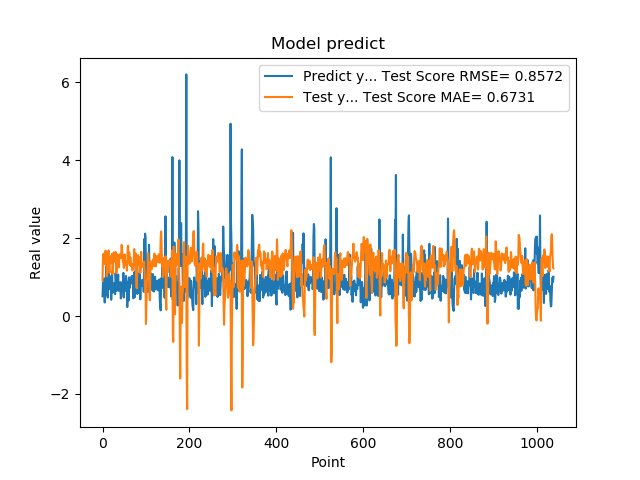 Model predict
Predict y... Test Score RMSE= 0.8572
Test y... Test Score MAE= 0.6731
Real value
6
4
2
0
−2
0 200 400 600 800 1000
Point